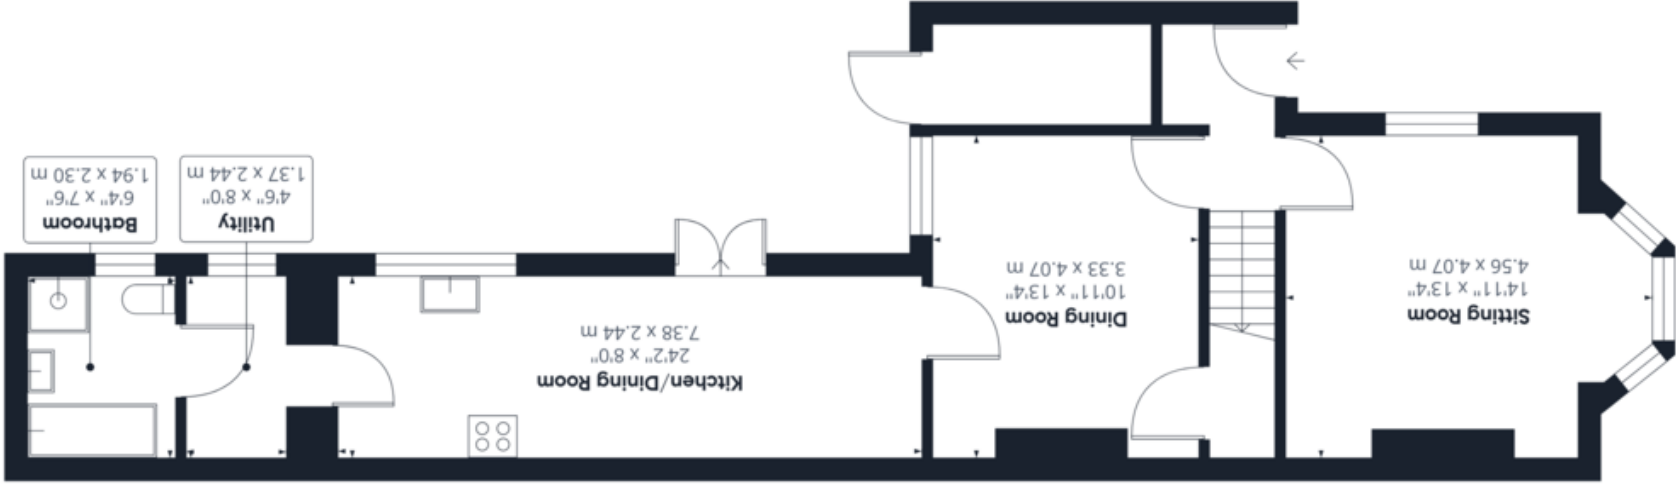 Sitting Room
14'11" x 13'4"
4.56 x 4.07 m
Dining Room
10'11" x 13'4"
3.33 x 4.07 m
Kitchen/Dining Room
24'2" x 8'0"
7.38 x 2.44 m
Utility
4'6" x 8'0"
1.37 x 2.44 m
Bathroom
6'4" x 7'6"
1.94 x 2.30 m